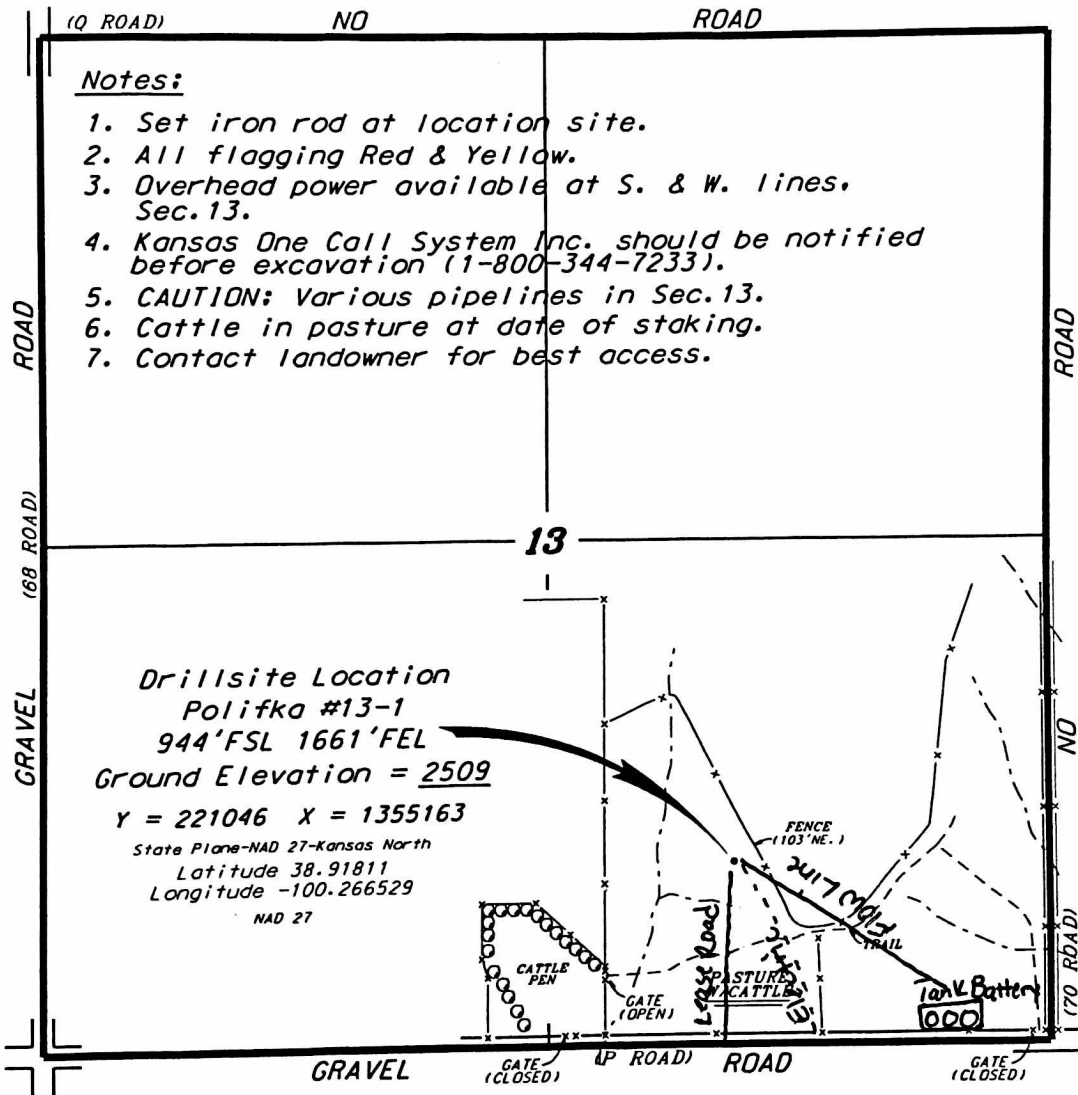 (Q ROAD) NO ROAD
Notes:
1. Set iron rod at location site.
2. All flagging Red & Yellow.
3. Overhead power available at S. & W. lines.
Sec.13.
4. Kansas One Call System Inc. should be notified
before excavation (1-800-344-7233).
5. CAUTION: Various pipelines in Sec.13.
6. Cattle in pasture at date of staking.
7. Contact landowner for best access.
ROAD
(68 ROAD)
GRAVEL
ROAD
NO
(70 ROAD)
13
Drillsite Location
Polifka #13-1
944'FSL 1661'FEL
Ground Elevation = 2509
Y = 221046 X = 1355163
State Plane-NAD 27-Kansas North
Latitude 38.91811
Longitude -100.266529
NAD 27
FENCE
(103'NE.)
Flow Line
TRAIL
Lease Road
Electric
CATTLE
PEN
GATE
(OPEN)
PASTURE
W/CATTLE
Tank Battery
000
GRAVEL
GATE
(CLOSED)
(P ROAD)
ROAD
GATE
(CLOSED)